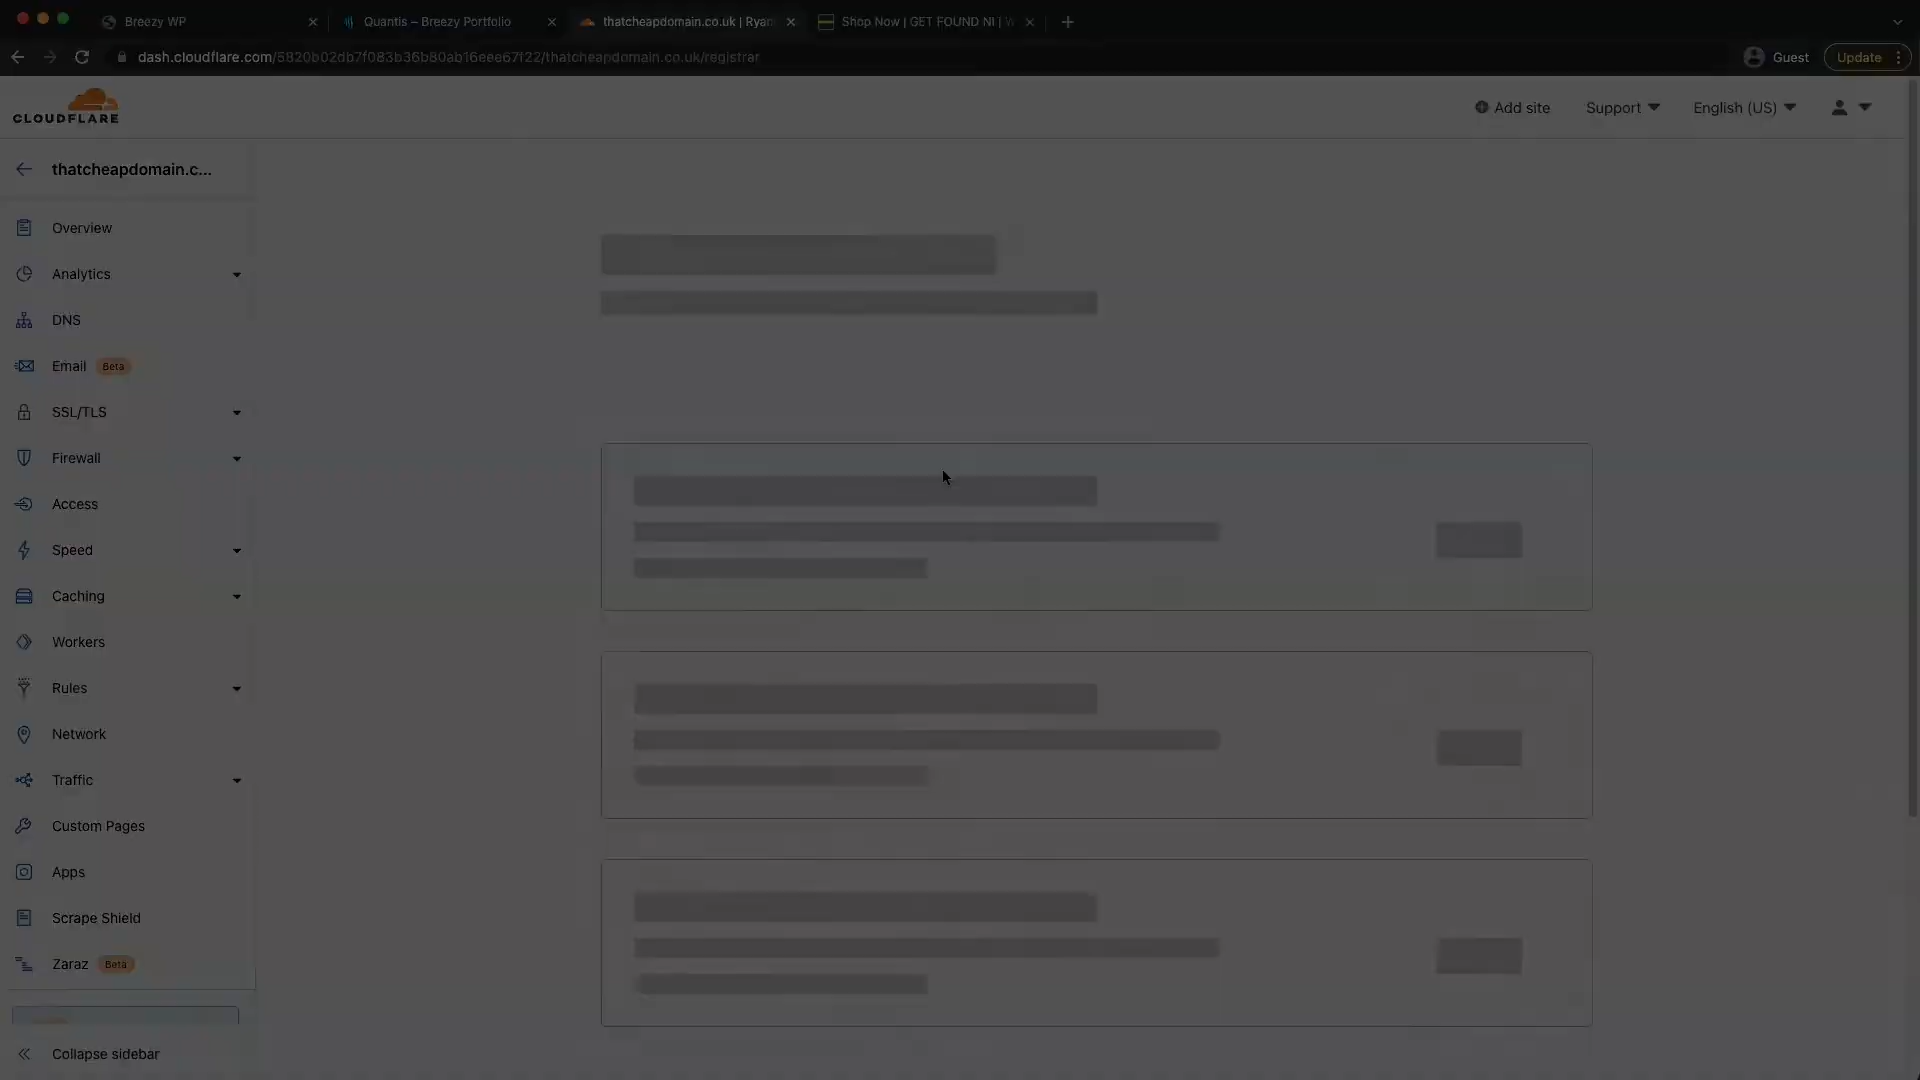 Breezy WP
Quantis – Breezy Portfolio
thatcheapdomain.co.uk | Ryan
Shop Now | GET FOUND NI | W
dash.cloudflare.com/5820b02db7f083b36b80ab16eee67f22/thatcheapdomain.co.uk/registrar
Guest
Update
CLOUDFLARE
Add site
Support
English (US)
thatcheapdomain.c...
Overview
Analytics
DNS
Email Beta
SSL/TLS
Firewall
Access
Speed
Caching
Workers
Rules
Network
Traffic
Custom Pages
Apps
Scrape Shield
Zaraz Beta
Collapse sidebar